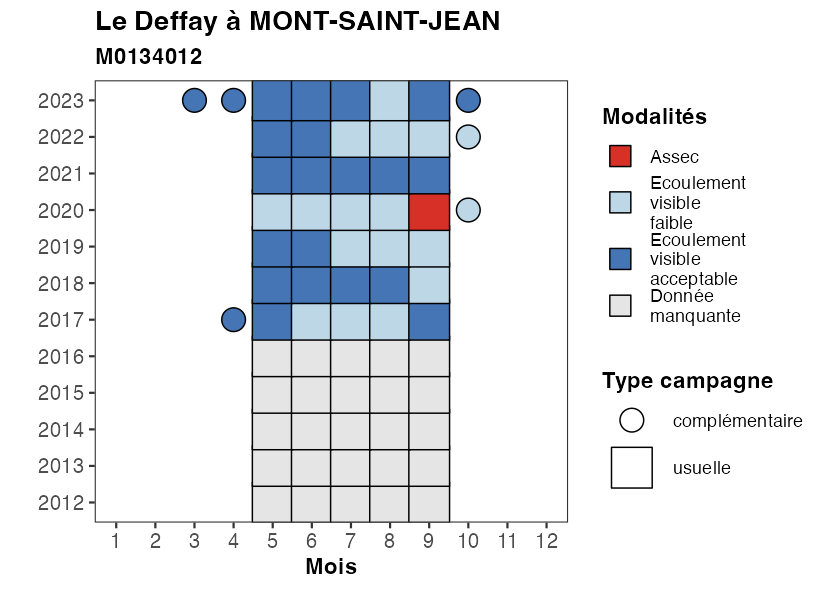 Le Deffay à MONT-SAINT-JEAN
M0134012
2023
2022
2021
2020
2019
2018
2017
2016
2015
2014
2013
2012
1 2 3 4 5 6 7 8 9 10 11 12
Mois
Modalités
Assec
Ecoulement
visible
faible
Ecoulement
visible
acceptable
Donnée
manquante
Type campagne
complémentaire
usuelle